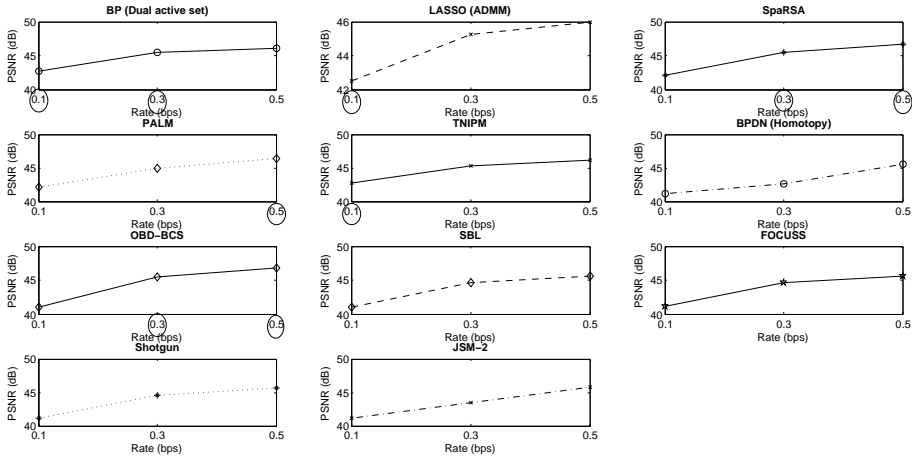 BP (Dual active set)
50
45
40
PSNR (dB)
0.1
0.3
0.5
Rate (bps)
LASSO (ADMM)
46
44
42
PSNR (dB)
0.1
0.3
0.5
Rate (bps)
SpaRSA
50
45
40
PSNR (dB)
0.1
0.3
0.5
Rate (bps)
PALM
50
45
40
PSNR (dB)
0.1
0.3
0.5
Rate (bps)
TNIPM
50
45
40
PSNR (dB)
0.1
0.3
0.5
Rate (bps)
BPDN (Homotopy)
50
45
40
PSNR (dB)
0.1
0.3
0.5
Rate (bps)
OBD−BCS
50
45
40
PSNR (dB)
0.1
0.3
0.5
Rate (bps)
SBL
50
45
40
PSNR (dB)
0.1
0.3
0.5
Rate (bps)
FOCUSS
50
45
40
PSNR (dB)
0.1
0.3
0.5
Rate (bps)
Shotgun
50
45
40
PSNR (dB)
0.1
0.3
0.5
Rate (bps)
JSM−2
50
45
40
PSNR (dB)
0.1
0.3
0.5
Rate (bps)